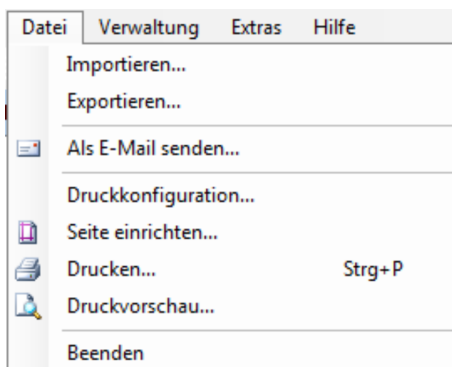 Datei Verwaltung Extras Hilfe
Importieren...
Exportieren...
Als E-Mail senden...
Druckkonfiguration...
Seite einrichten...
Drucken... Strg+P
Druckvorschau...
Beenden